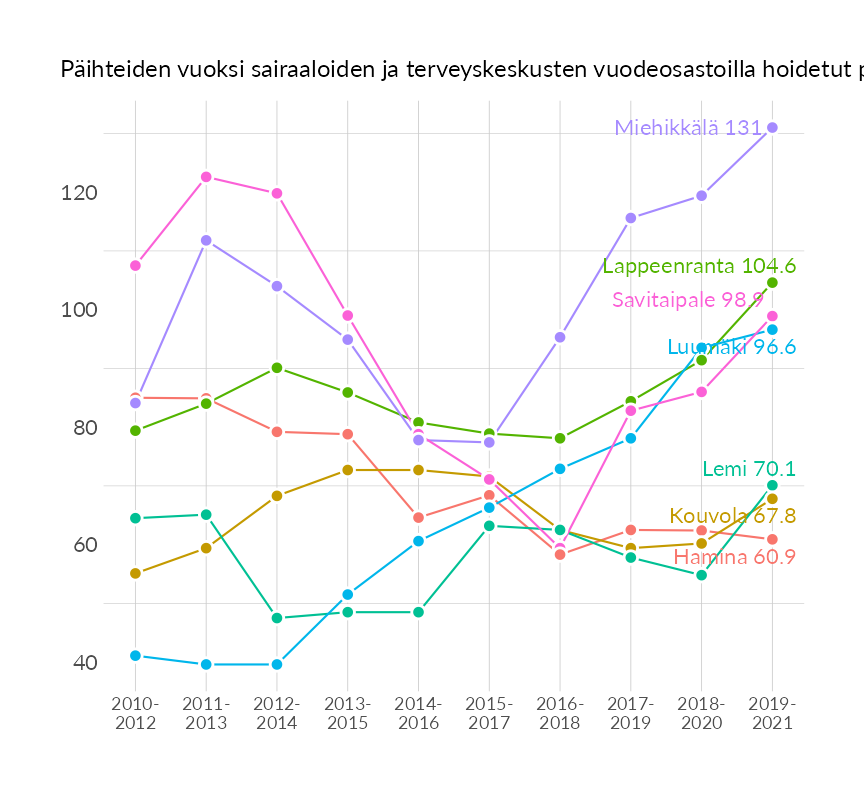 Päihteiden vuoksi sairaaloiden ja terveyskeskusten vuodeosastoilla hoidetut
Miehikkälä 131
120
Lappeenranta 104.6
100
Savitaipale 98.9
Luumäki 96.6
80
Lemi 70.1
Kouvola 67.8
60
Hamina 60.9
40
2010- 2011- 2012- 2013- 2014- 2015- 2016- 2017- 2018- 2019-
2012 2013 2014 2015 2016 2017 2018 2019 2020 2021